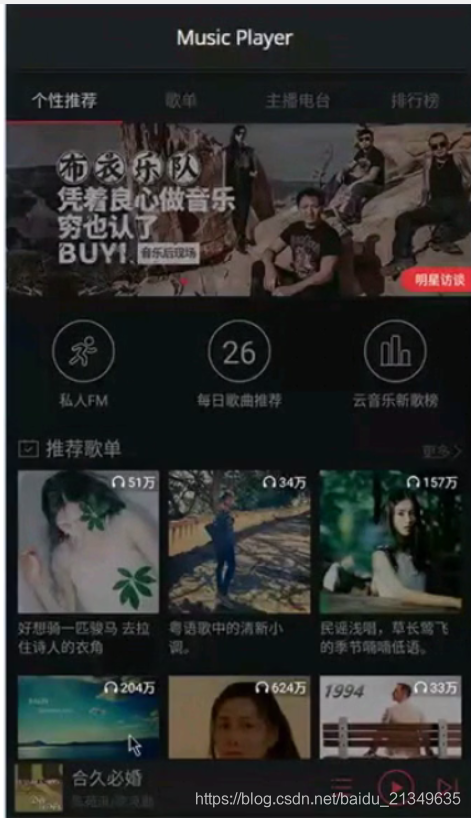 Music Player
个性推荐 歌单 主播电台 排行榜
布衣乐队
凭着良心做音乐
穷也认了
BUYI 音乐后现场
明星访谈
26
私人FM 每日歌曲推荐 云音乐新歌榜
推荐歌单 更多
51万 34万 157万
好想骑一匹骏马 去拉 粤语歌中的清新小 民谣浅唱，草长莺飞
住诗人的衣角 调。 的季节喃喃低语。
204万 624万 33万
1994
合久必婚
https://blog.csdn.net/baidu_21349635